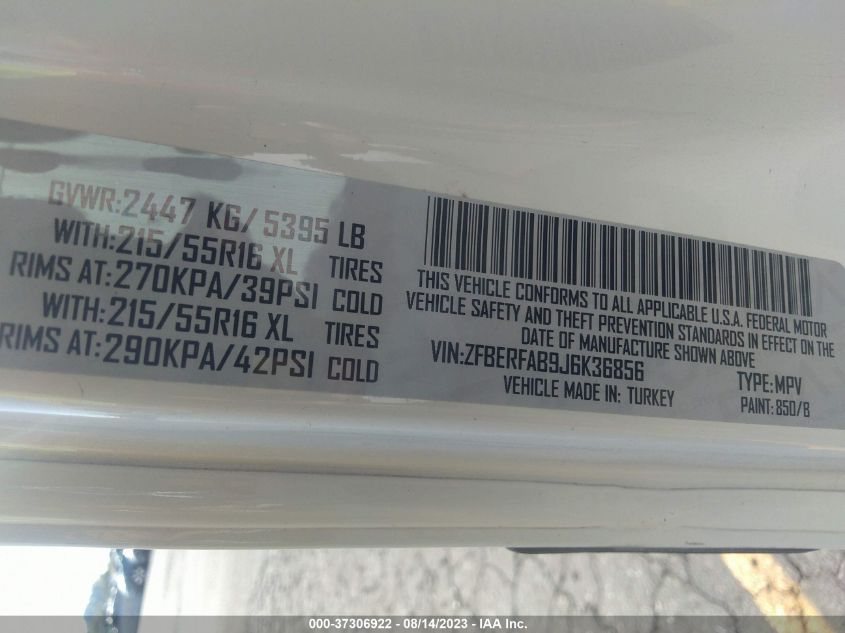 GVWR:2447 KG/5395 LB
WITH:215/55R16 XL TIRES
RIMS AT:270KPA/39PSI COLD
WITH:215/55R16 XL TIRES
RIMS AT:290KPA/42PSI COLD
THIS VEHICLE CONFORMS TO ALL APPLICABLE U.S.A. FEDERAL MOTOR
VEHICLE SAFETY AND THEFT PREVENTION STANDARDS IN EFFECT ON THE
DATE OF MANUFACTURE SHOWN ABOVE
VIN:ZFBERFAB9J6K36856 TYPE:MPV
VEHICLE MADE IN: TURKEY PAINT:850/B
000-37306922 - 08/14/2023 - IAA Inc.